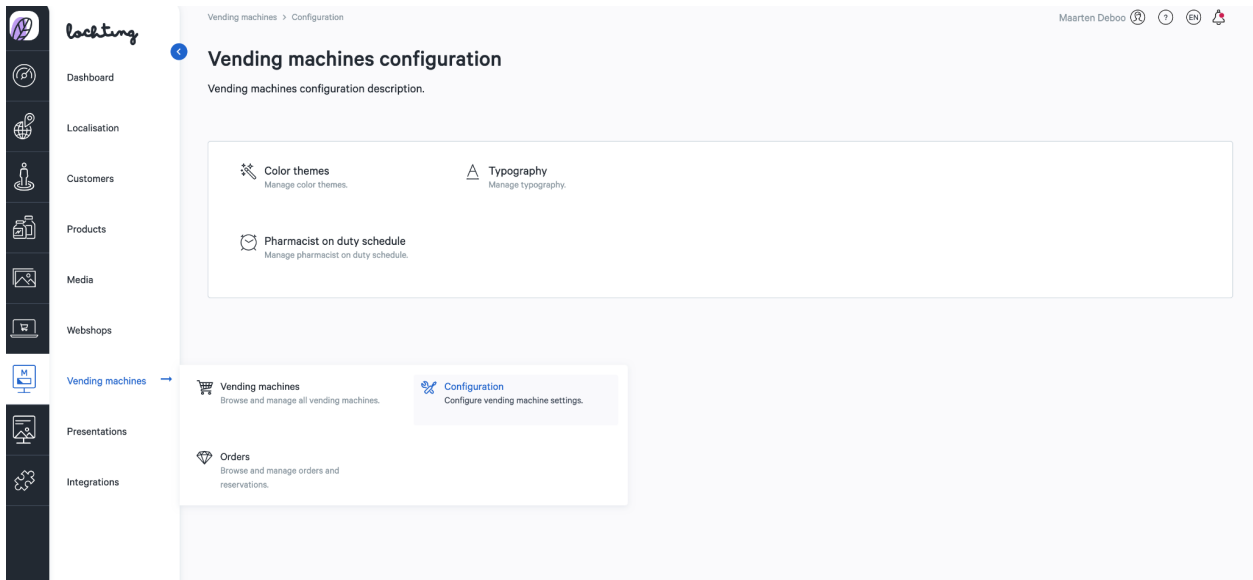 Vending machines > Configuration
Maarten Deboo ? EN
lochting
Vending machines configuration
Dashboard
Vending machines configuration description.
Localisation
Color themes
Manage color themes.
Typography
Manage typography.
Customers
Products
Pharmacist on duty schedule
Manage pharmacist on duty schedule.
Media
Webshops
M
Vending machines →
Vending machines
Browse and manage all vending machines.
Configuration
Configure vending machine settings.
Presentations
Orders
Browse and manage orders and
reservations.
Integrations